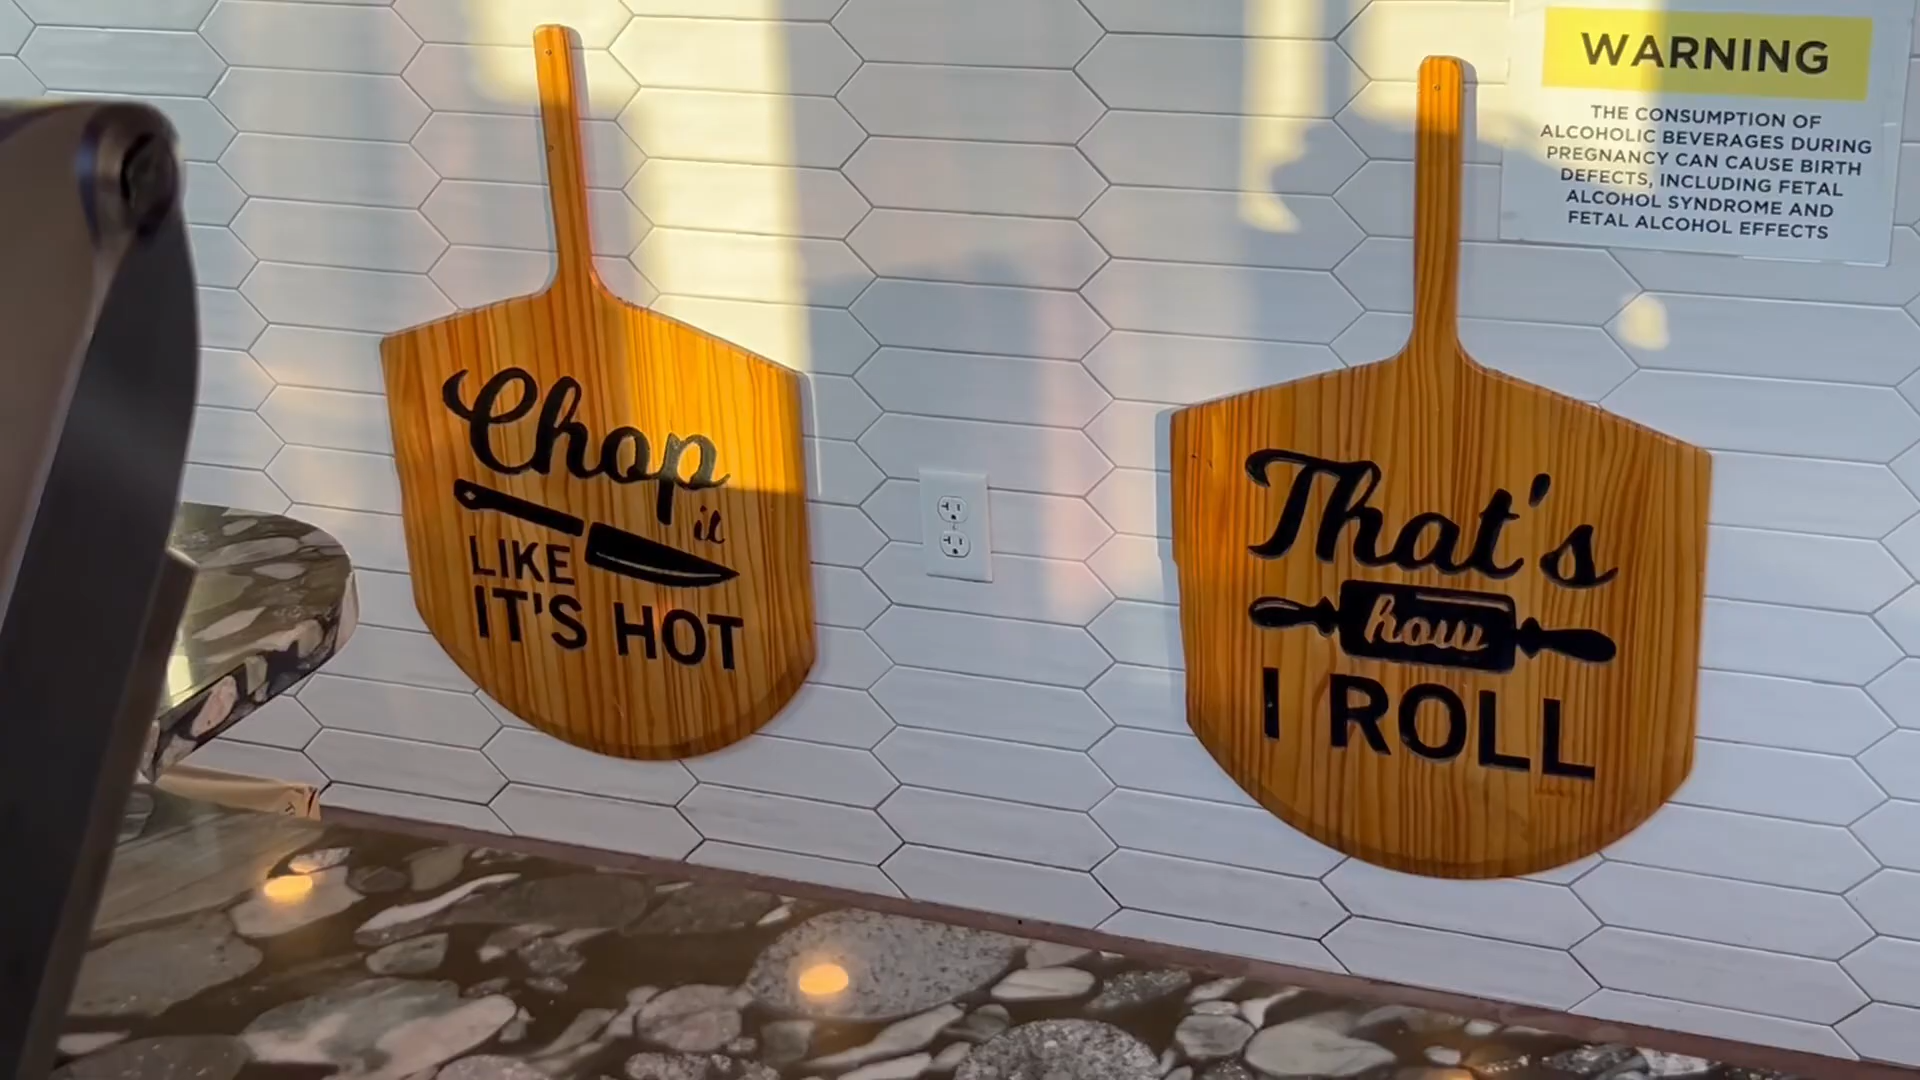 Chop
it
LIKE
IT'S HOT
That's
how
I ROLL
WARNING
THE CONSUMPTION OF
ALCOHOLIC BEVERAGES DURING
PREGNANCY CAN CAUSE BIRTH
DEFECTS, INCLUDING FETAL
ALCOHOL SYNDROME AND
FETAL ALCOHOL EFFECTS